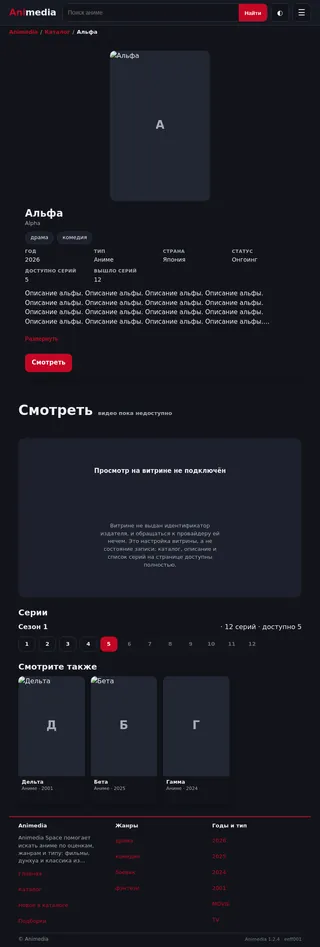 Animedia
Поиск аниме
Найти
Animedia / Каталог / Альфа
Альфа
А
Альфа
Alpha
драма
комедия
ГОД
ТИП
СТРАНА
СТАТУС
2026
Аниме
Япония
Онгоинг
ДОСТУПНО СЕРИЙ
ВЫШЛО СЕРИЙ
5
12
Описание альфы. Описание альфы. Описание альфы. Описание альфы.
Описание альфы. Описание альфы. Описание альфы. Описание альфы.
Описание альфы. Описание альфы. Описание альфы. Описание альфы.
Описание альфы. Описание альфы. Описание альфы. Описание альфы....
Развернуть
Смотреть
Смотреть видео пока недоступно
Просмотр на витрине не подключён
Витрине не выдан идентификатор
издателя, и обращаться к провайдеру ей
нечем. Это настройка витрины, а не
состояние записи: каталог, описание и
список серий на странице доступны
полностью.
Серии
Сезон 1
· 12 серий · доступно 5
1 2 3 4 5 6 7 8 9 10 11 12
Смотрите также
Дельта
Бета
Д
Б
Г
Дельта
Бета
Гамма
Аниме · 2001
Аниме · 2025
Аниме · 2024
Animedia
Жанры
Годы и тип
Animedia Space помогает
искать аниме по оценкам,
жанрам и типу: фильмы,
дунхуа и классика из...
Главная
Каталог
Новое в каталоге
Подборки
драма
комедия
боевик
фэнтези
2026
2025
2024
2001
Фильм
TV
© Animedia
Animedia 1.2.4